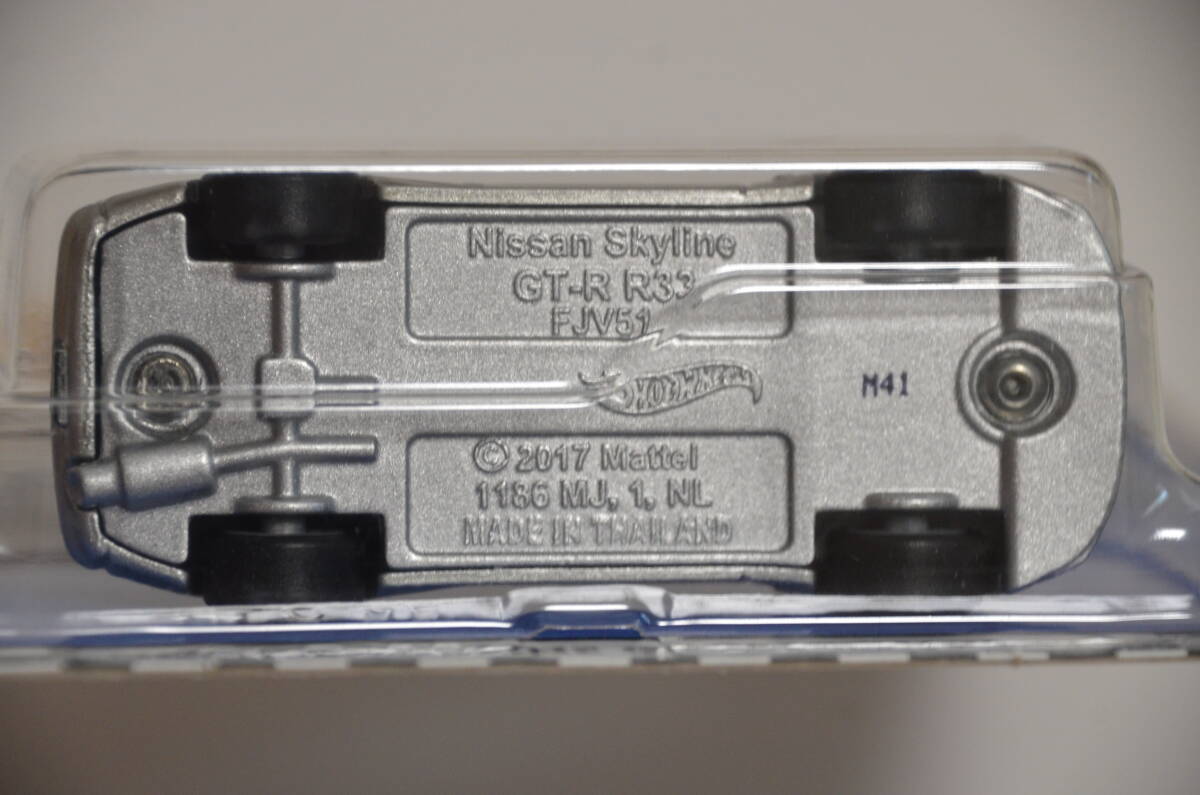 Nissan Skyline
GT-R R33
FJV51
HOT WHEELS
M41
© 2017 Mattel
1186 MJ, 1, NL
MADE IN THAILAND